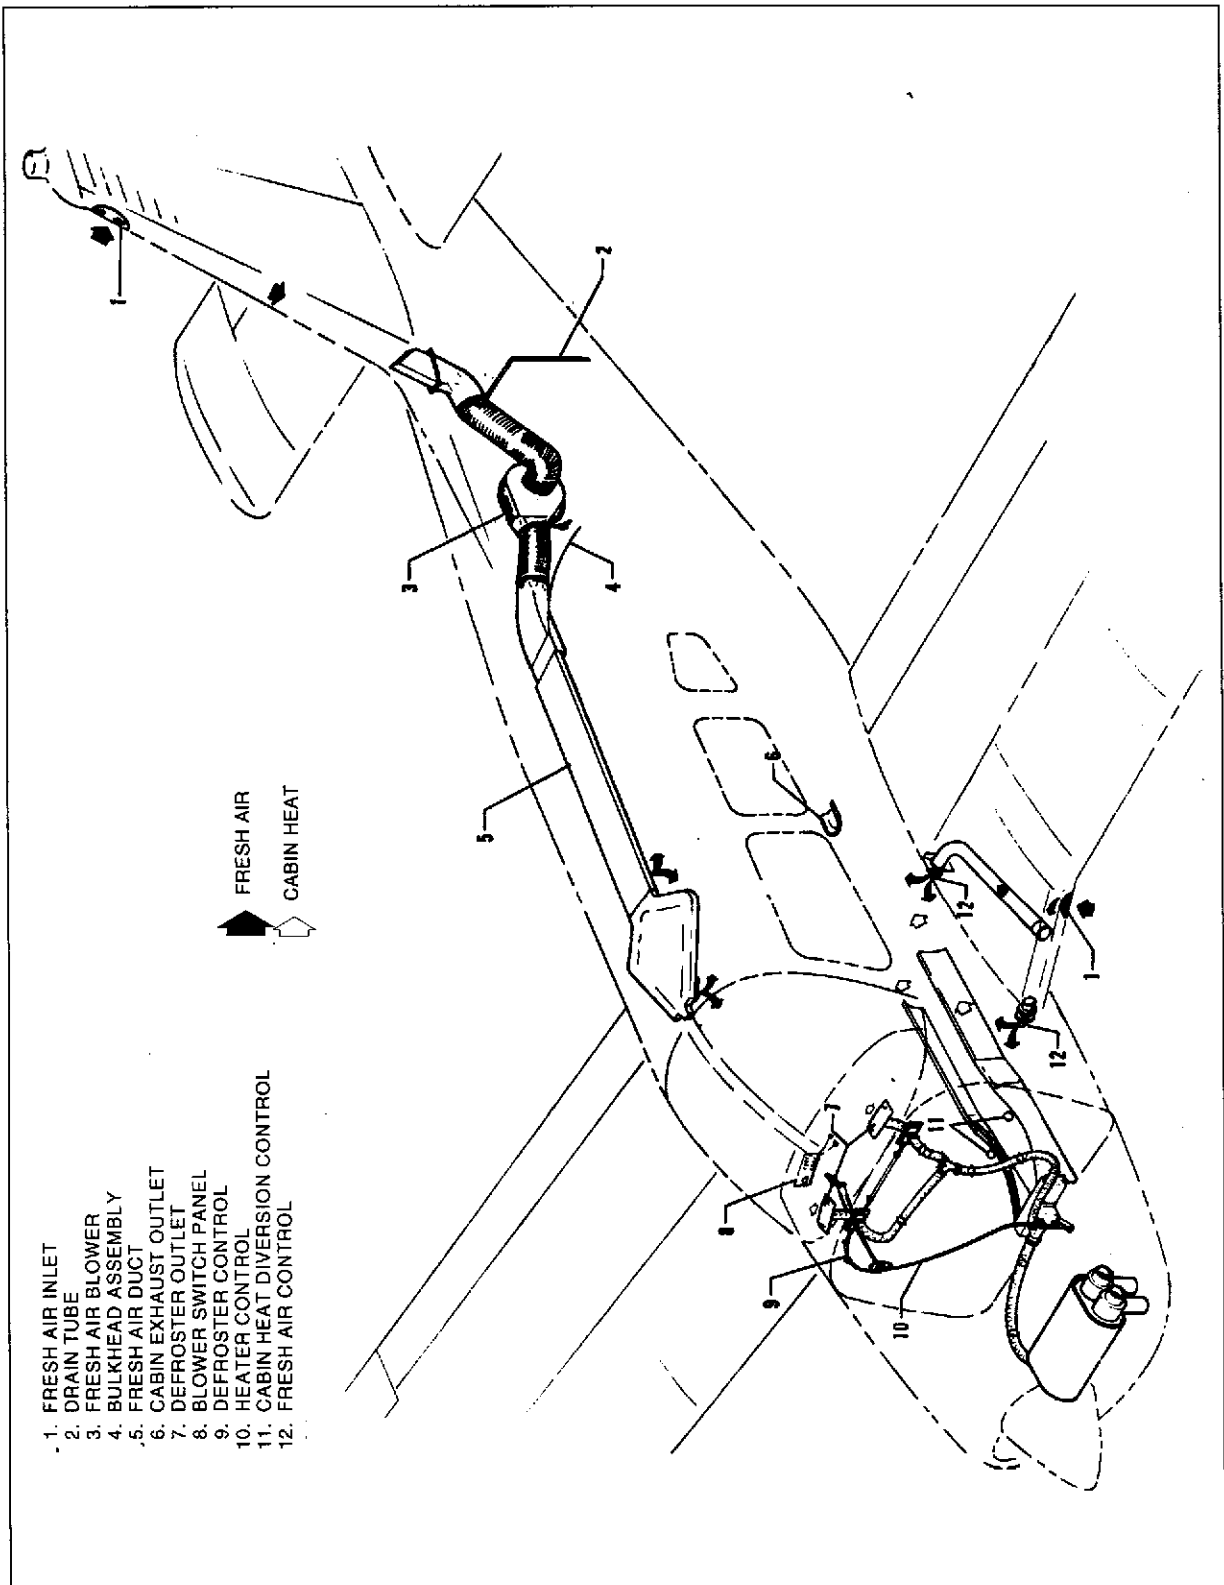 1. FRESH AIR INLET
2. DRAIN TUBE
3. FRESH AIR BLOWER
4. BULKHEAD ASSEMBLY
5. FRESH AIR DUCT
6. CABIN EXHAUST OUTLET
7. DEFROSTER OUTLET
8. BLOWER SWITCH PANEL
9. DEFROSTER CONTROL
10. HEATER CONTROL
11. CABIN HEAT DIVERSION CONTROL
12. FRESH AIR CONTROL
FRESH AIR
CABIN HEAT
1
2
3
4
5
6
7
8
9
10
11
12
12
1